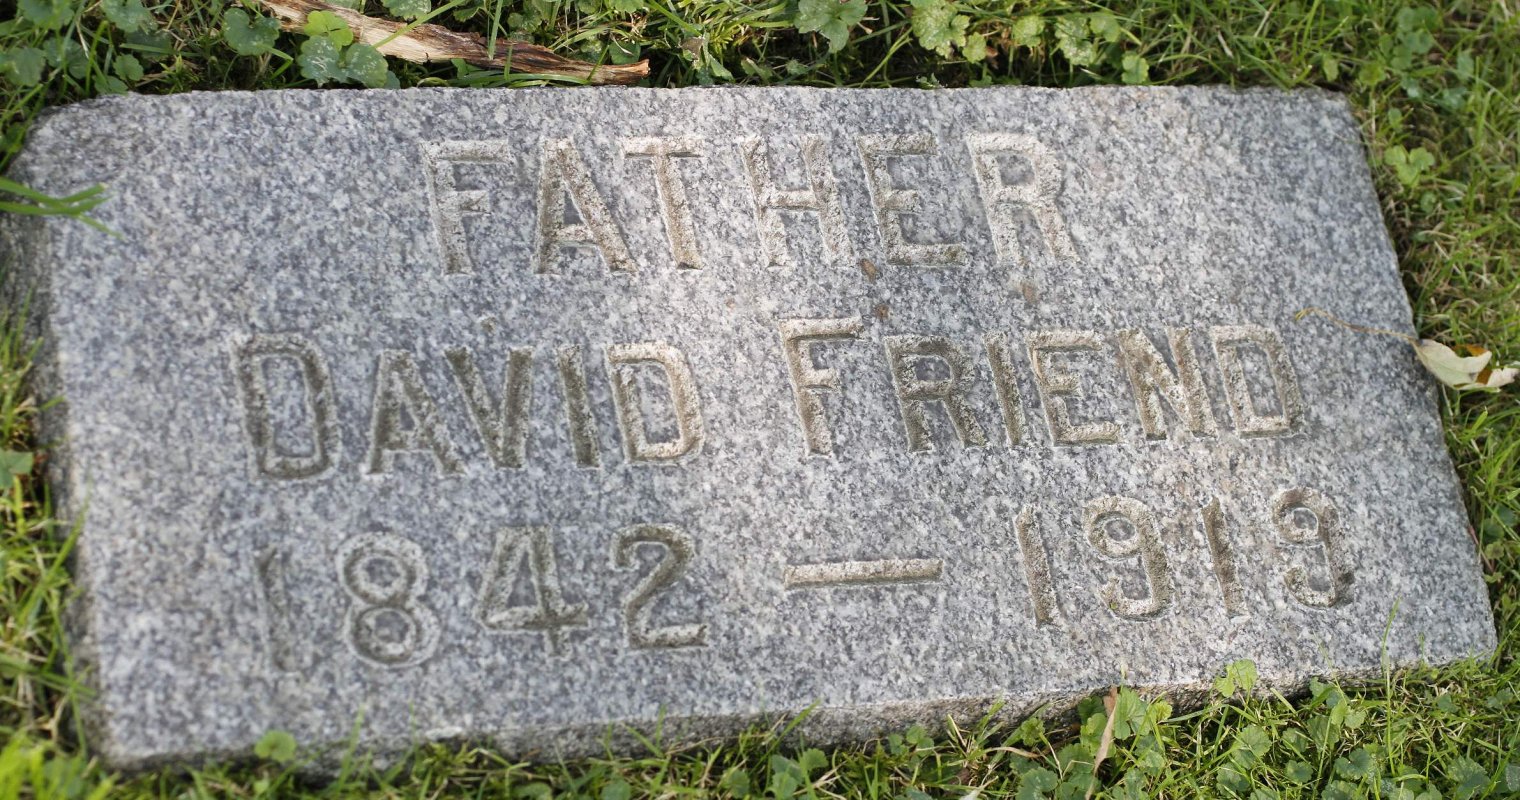 FATHER
DAVID FRIEND
1842 — 1919